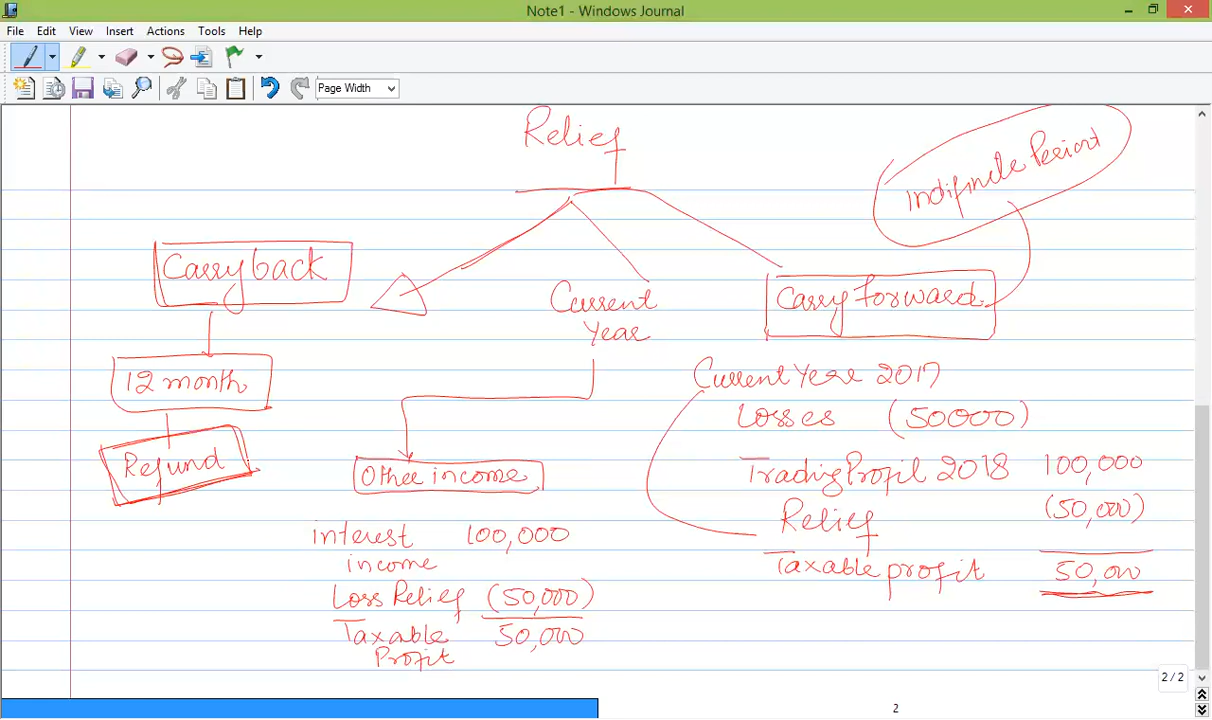 Note1 - Windows Journal
File Edit View Insert Actions Tools Help
Page Width
Relief
Indifinite Period
Carry back
Current
Year
Carry forward
12 month
Refund
Other income
interest 100,000
income
Loss Relief (50,000)
Taxable 50,000
Profit
Current Year 2017
Losses (50000)
Trading Profit 2018 100,000
Relief (50,000)
Taxable profit 50,000
2 / 2
2